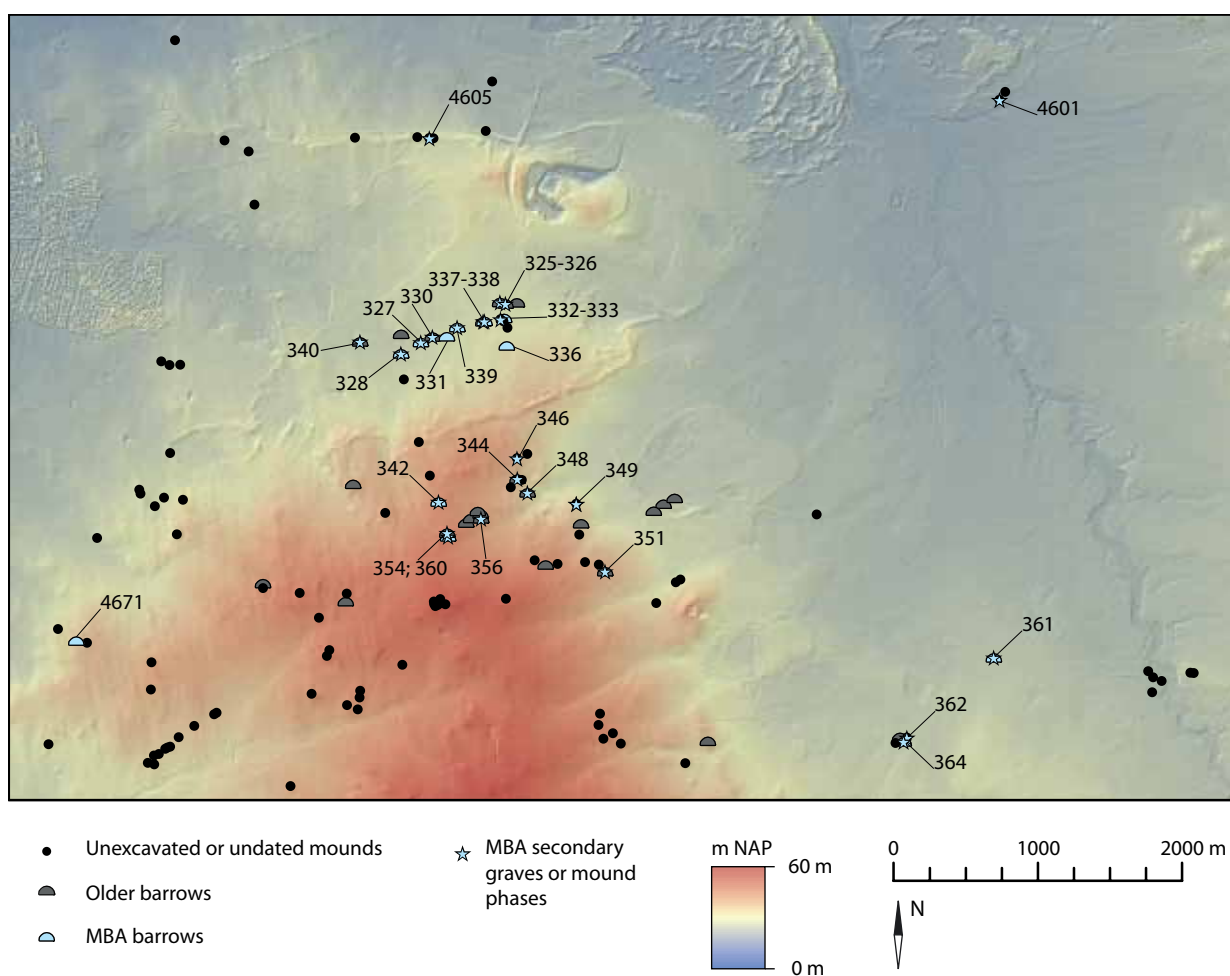 4605
4601
325-326
337-338
330
332-333
327
340
336
328
331
339
346
344
348
349
342
351
354; 360
356
4671
361
362
364
Unexcavated or undated mounds
Older barrows
MBA barrows
MBA secondary
graves or mound
phases
m NAP
60 m
0 m
0 1000 2000 m
N